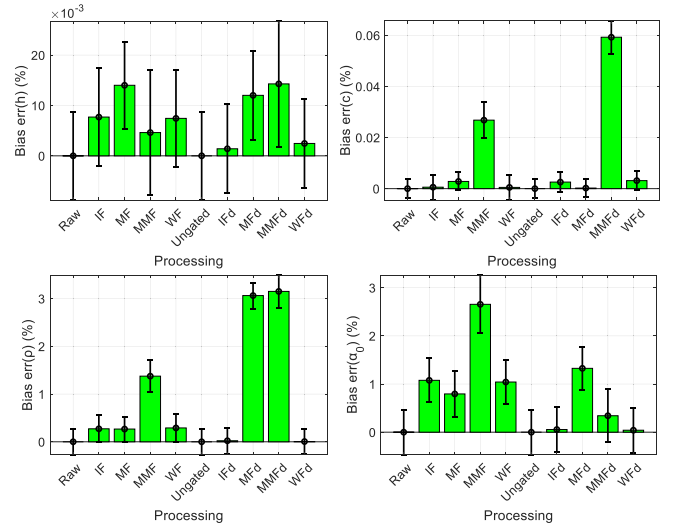 ×10⁻³
20
10
0
Bias err(h) (%)
Raw IF MF MMF WF Ungated IFd MFd MMFd WFd
Processing
0.06
0.04
0.02
0
Bias err(c) (%)
Raw IF MF MMF WF Ungated IFd MFd MMFd WFd
Processing
3
2
1
0
Bias err(ρ) (%)
Raw IF MF MMF WF Ungated IFd MFd MMFd WFd
Processing
3
2
1
0
Bias err(α₀) (%)
Raw IF MF MMF WF Ungated IFd MFd MMFd WFd
Processing